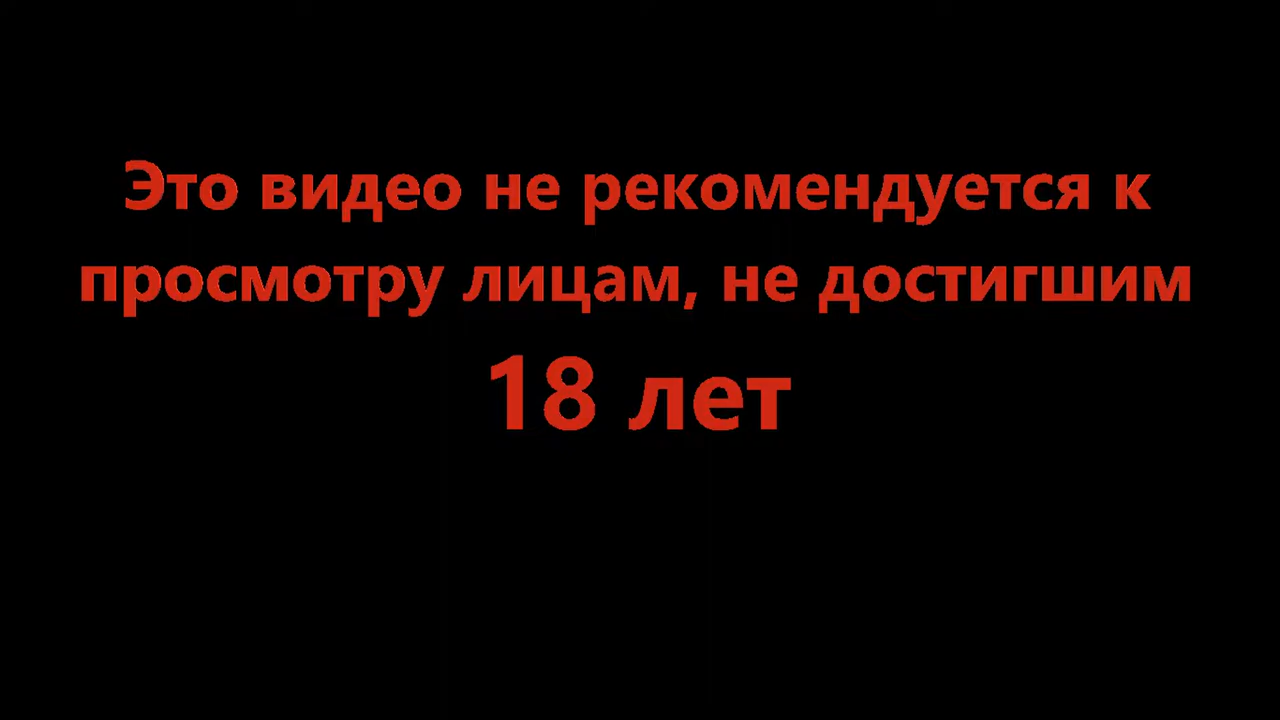 Это видео не рекомендуется к
просмотру лицам, не достигшим
18 лет